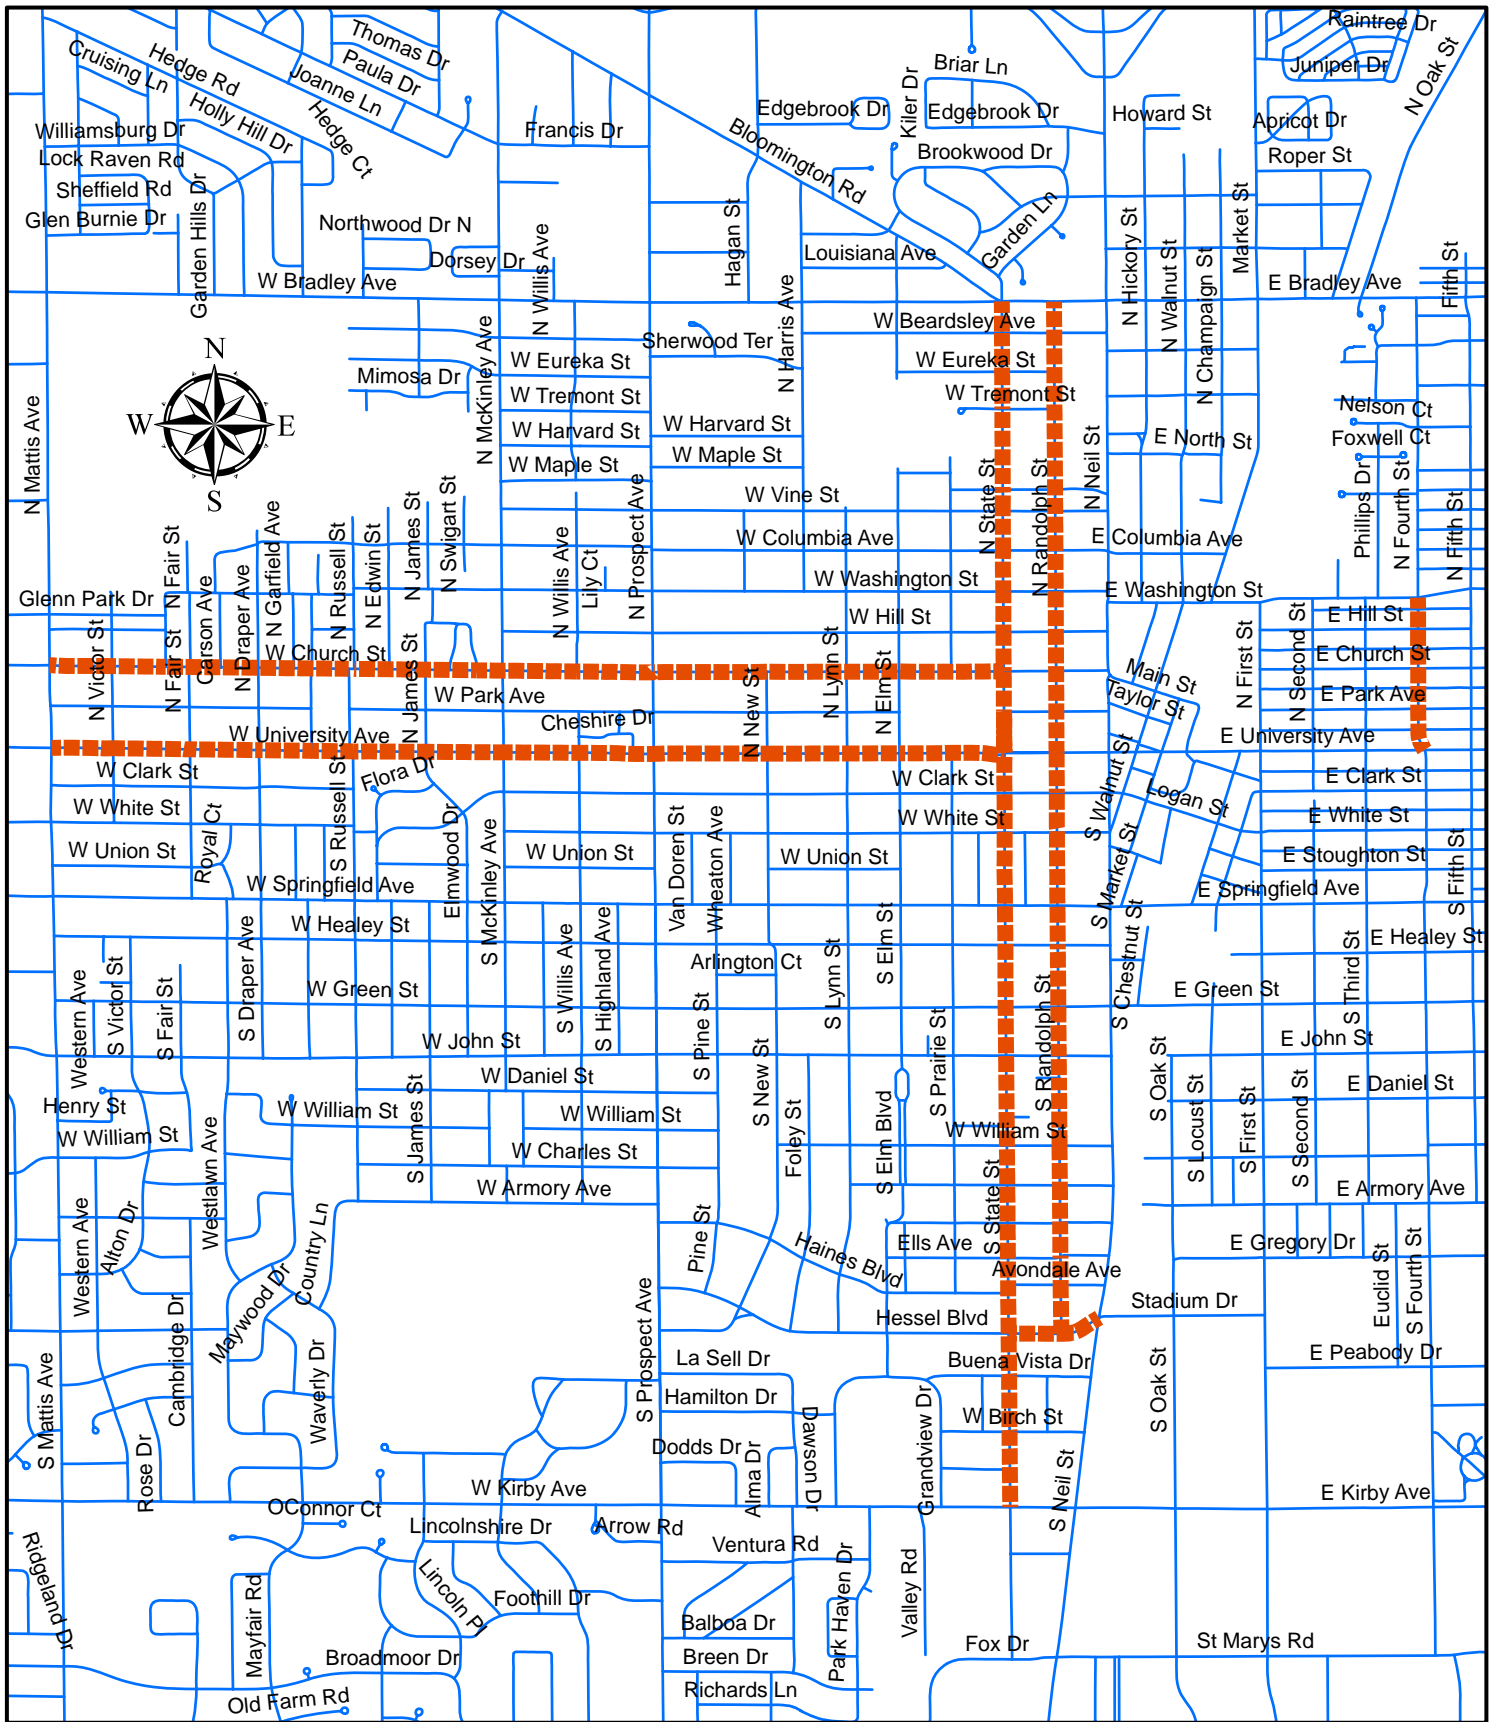 Raintree Dr
Thomas Dr
Hedge Rd
Cruising Ln
Paula Dr
Joanne Ln
Briar Ln
Juniper Dr
N Oak St
Kiler Dr
Holly Hill Dr
Hedge Ct
Edgebrook Dr
Edgebrook Dr
Howard St
Apricot Dr
Williamsburg Dr
Francis Dr
Bloomington Rd
Brookwood Dr
Roper St
Lock Raven Rd
Sheffield Rd
Glen Burnie Dr
Garden Hills Dr
Northwood Dr N
Dorsey Dr
N Willis Ave
Hagan St
Louisiana Ave
Garden Ln
N Hickory St
N Walnut St
N Champaign St
Market St
W Bradley Ave
E Bradley Ave
Fifth St
N Harris Ave
W Beardsley Ave
Sherwood Ter
N
W
E
S
Mimosa Dr
N McKinley Ave
W Eureka St
W Eureka St
W Tremont St
W Tremont St
N Mattis Ave
W Harvard St
W Harvard St
W Maple St
W Maple St
Nelson Ct
Foxwell Ct
E North St
N Neil St
N State St
N Randolph St
W Vine St
Phillips Dr
N Fourth St
N Fifth St
N Fair St
N Garfield Ave
N Russell St
N Edwin St
N James St
N Swigart St
N Willis Ave
Lily Ct
N Prospect Ave
W Columbia Ave
E Columbia Ave
W Washington St
E Washington St
Glenn Park Dr
Carson Ave
N Draper Ave
W Hill St
E Hill St
N Victor St
N Fair St
W Church St
N James St
E Church St
N First St
N Second St
Main St
Taylor St
W Park Ave
E Park Ave
N New St
N Lynn St
N Elm St
Cheshire Dr
W University Ave
E University Ave
W Clark St
Flora Dr
W Clark St
E Clark St
S Walnut St
Logan St
W White St
W White St
E White St
Royal Ct
S Russell St
Elmwood Dr
S McKinley Ave
Van Doren St
Wheaton Ave
W Union St
W Union St
W Union St
E Stoughton St
S Market St
S Fifth St
W Springfield Ave
E Springfield Ave
W Healey St
E Healey St
S Draper Ave
S Willis Ave
S Highland Ave
Arlington Ct
S Lynn St
S Elm St
S Chestnut St
S Third St
Western Ave
S Victor St
S Fair St
W Green St
E Green St
S Pine St
S Prairie St
S Randolph St
W John St
E John St
S New St
S Oak St
W Daniel St
E Daniel St
Henry St
W William St
W William St
W William St
W William St
S James St
Foley St
S Elm Blvd
S Locust St
S First St
S Second St
W Charles St
W Armory Ave
E Armory Ave
Westlawn Ave
Western Ave
Alton Dr
Country Ln
Pine St
Haines Blvd
Ells Ave
S State St
E Gregory Dr
Avondale Ave
Euclid St
S Fourth St
Maywood Dr
Cambridge Dr
S Prospect Ave
Hessel Blvd
Stadium Dr
La Sell Dr
Buena Vista Dr
E Peabody Dr
S Mattis Ave
Waverly Dr
Hamilton Dr
Dawson Dr
Grandview Dr
W Birch St
S Oak St
Rose Dr
Dodds Dr
Alma Dr
S Neil St
W Kirby Ave
E Kirby Ave
OConnor Ct
Lincolnshire Dr
Arrow Rd
Ventura Rd
Ridgeland Dr
Mayfair Rd
Lincoln Pl
Foothill Dr
Balboa Dr
Park Haven Dr
Valley Rd
Fox Dr
St Marys Rd
Broadmoor Dr
Breen Dr
Old Farm Rd
Richards Ln